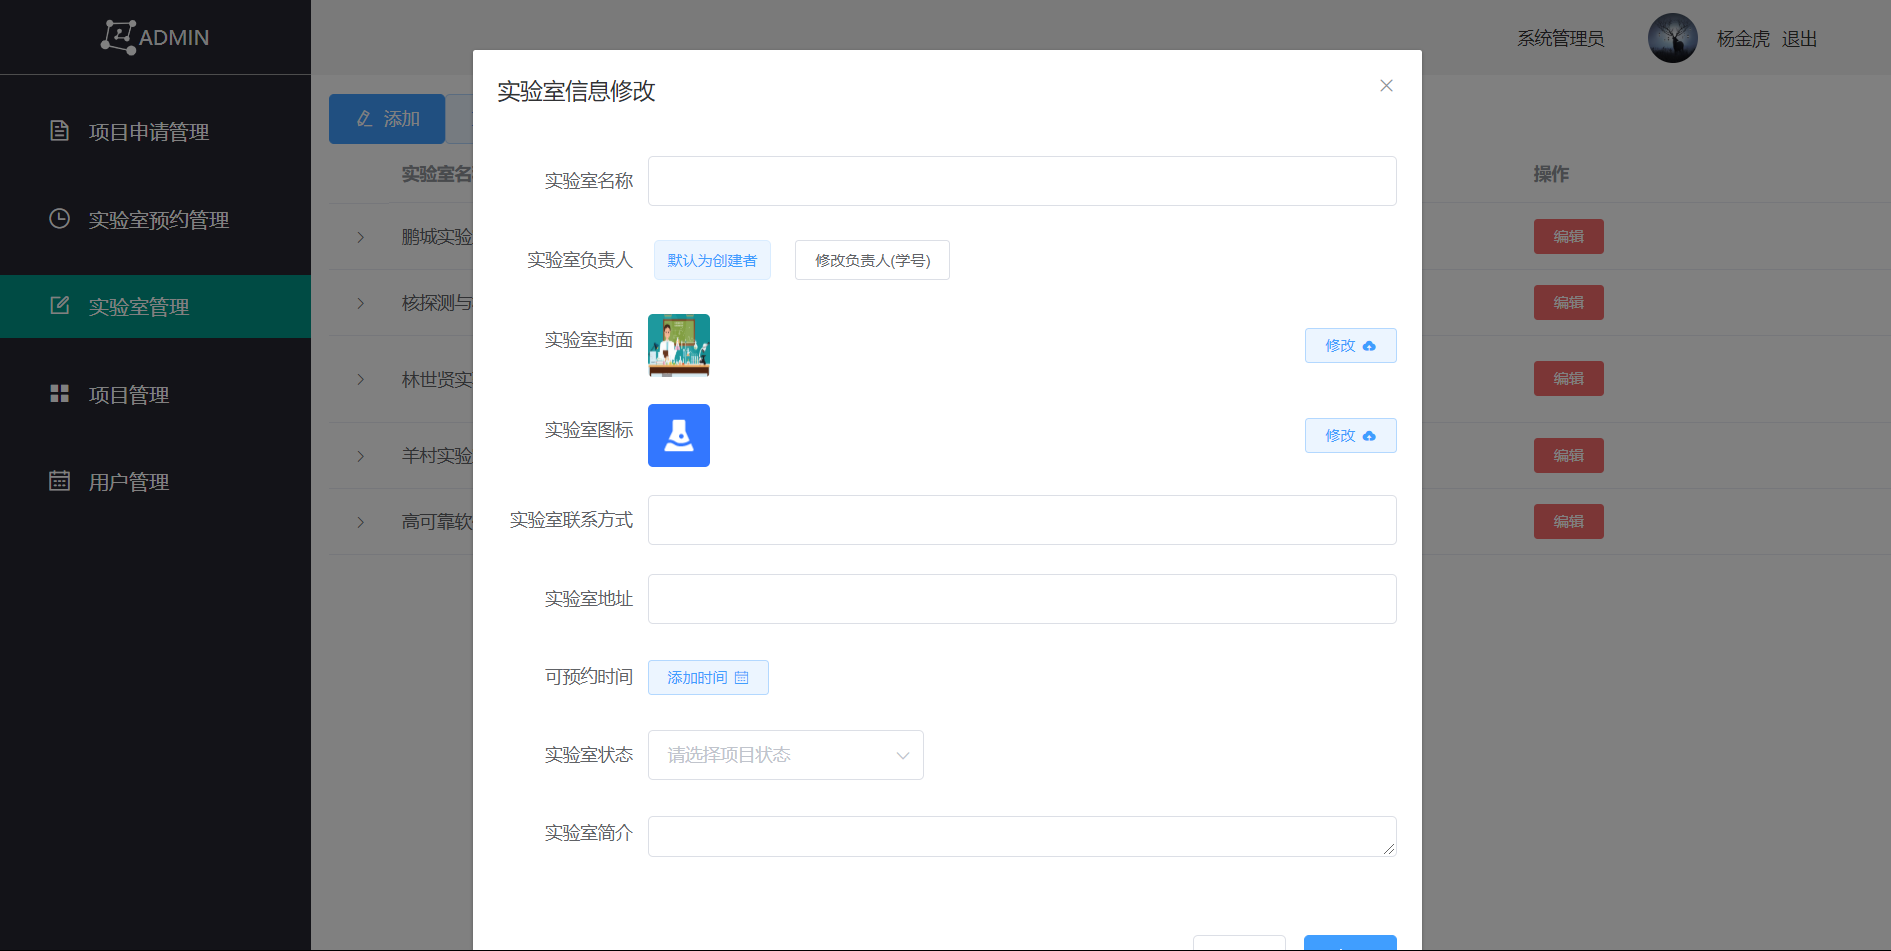 ADMIN
系统管理员
杨金虎 退出
项目申请管理
实验室预约管理
实验室管理
项目管理
用户管理
添加
实验室名
操作
鹏城实验
编辑
核探测与
编辑
林世贤实
编辑
羊村实验
编辑
高可靠软
编辑
实验室信息修改
实验室名称
实验室负责人 默认为创建者 修改负责人(学号)
实验室封面 修改
实验室图标 修改
实验室联系方式
实验室地址
可预约时间 添加时间
实验室状态 请选择项目状态
实验室简介